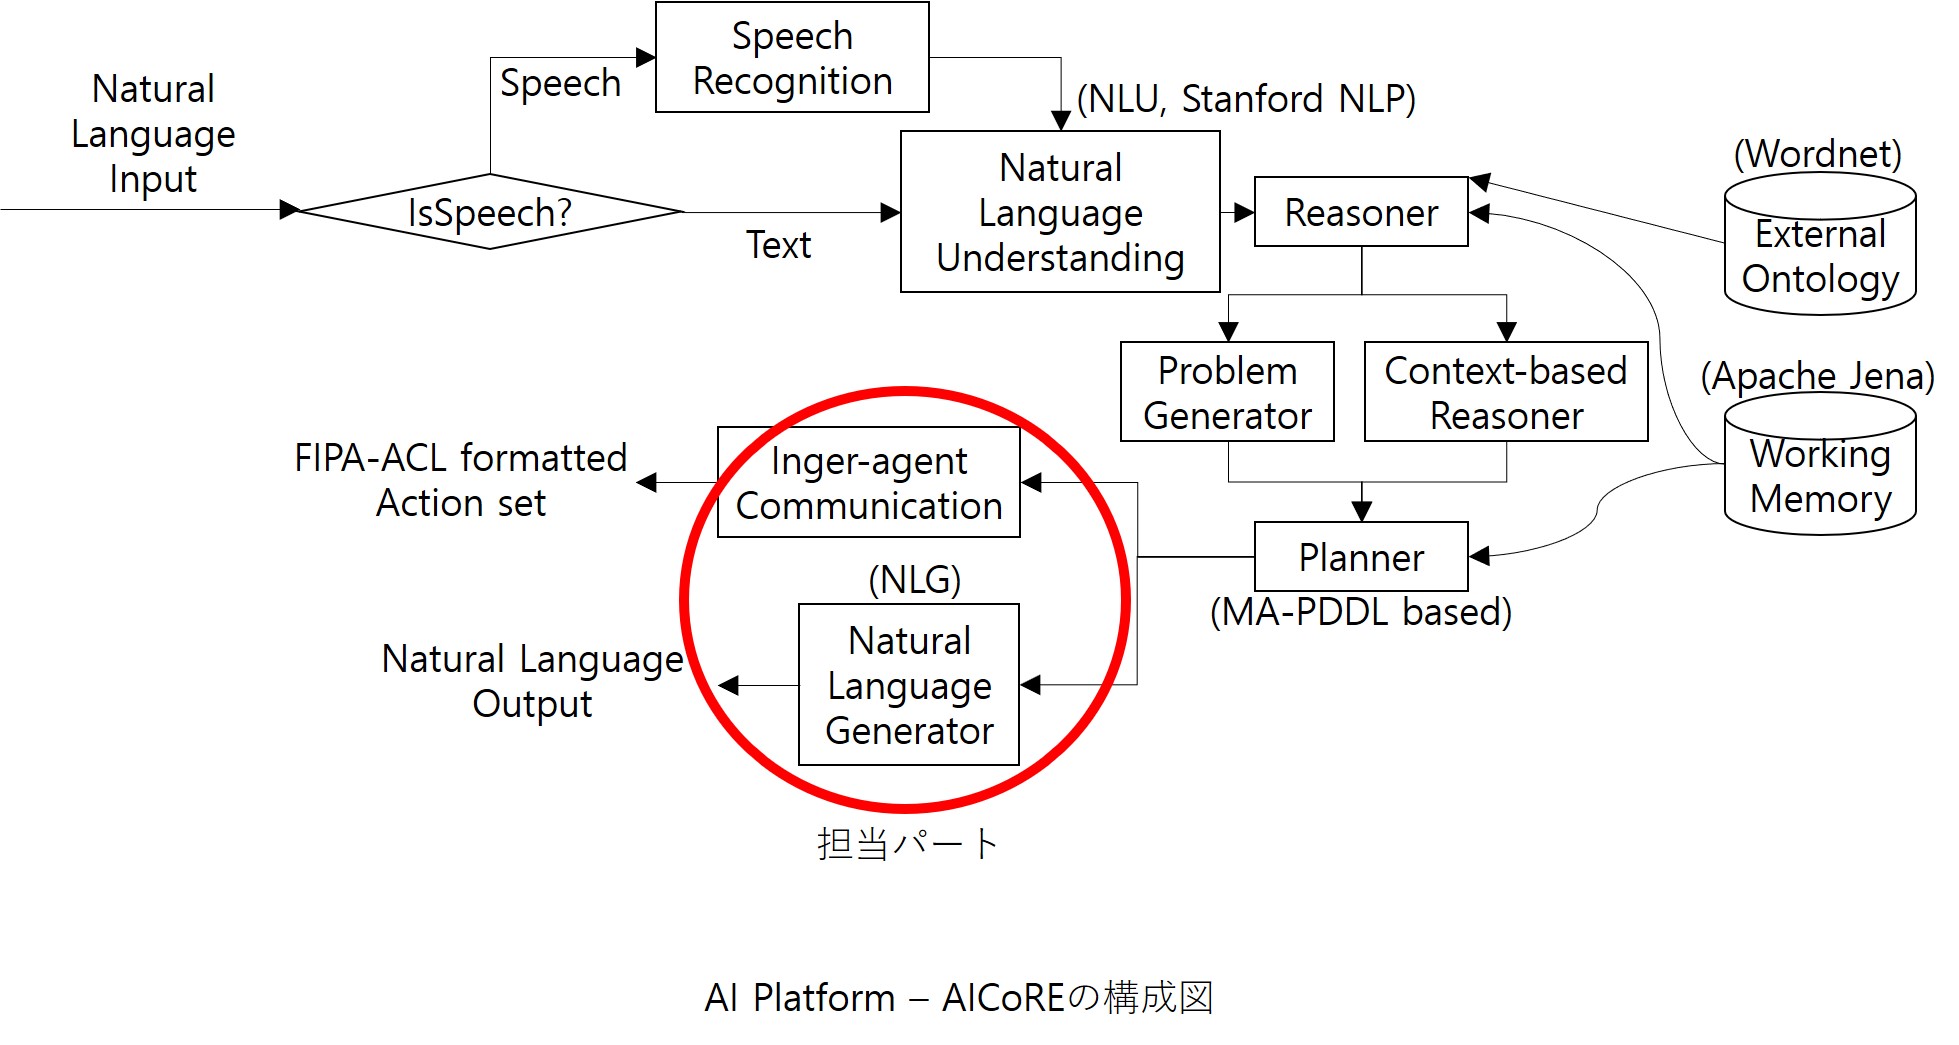 Natural
Language
Input
IsSpeech?
Speech
Text
Speech
Recognition
(NLU, Stanford NLP)
Natural
Language
Understanding
Reasoner
(Wordnet)
External
Ontology
Problem
Generator
Context-based
Reasoner
(Apache Jena)
Working
Memory
Planner
(MA-PDDL based)
Inger-agent
Communication
FIPA-ACL formatted
Action set
(NLG)
Natural
Language
Generator
Natural Language
Output
担当パート
AI Platform – AICoREの構成図